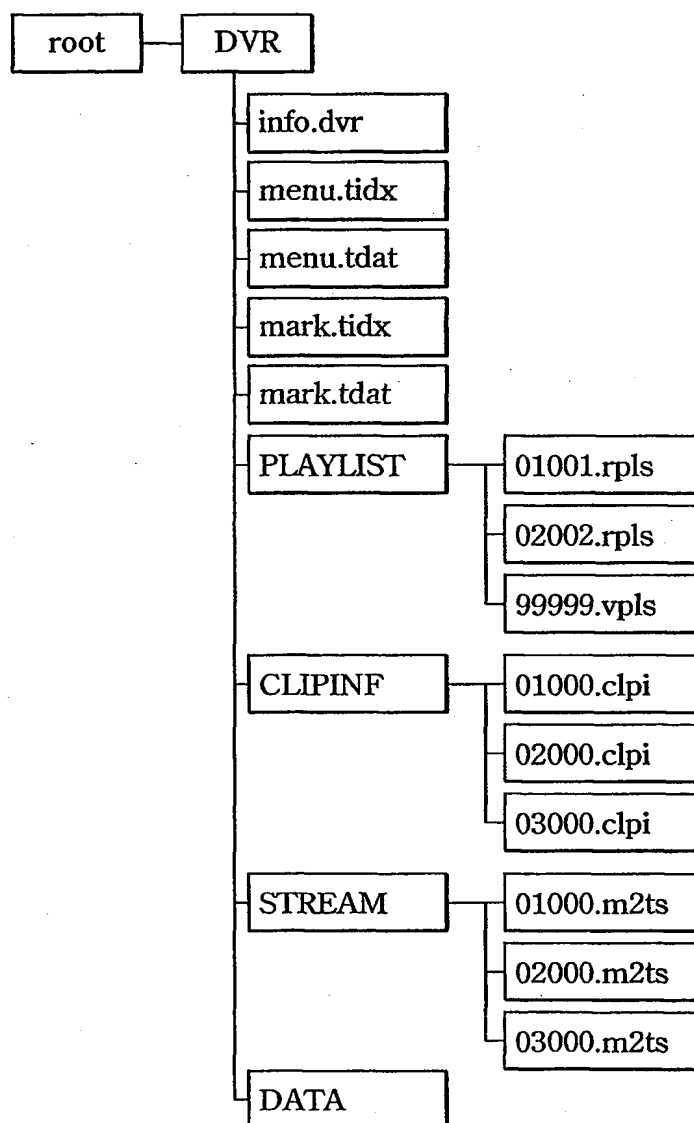 root
DVR
info.dvr
menu.tidx
menu.tdat
mark.tidx
mark.tdat
PLAYLIST
01001.rpls
02002.rpls
99999.vpls
CLIPINF
01000.clpi
02000.clpi
03000.clpi
STREAM
01000.m2ts
02000.m2ts
03000.m2ts
DATA